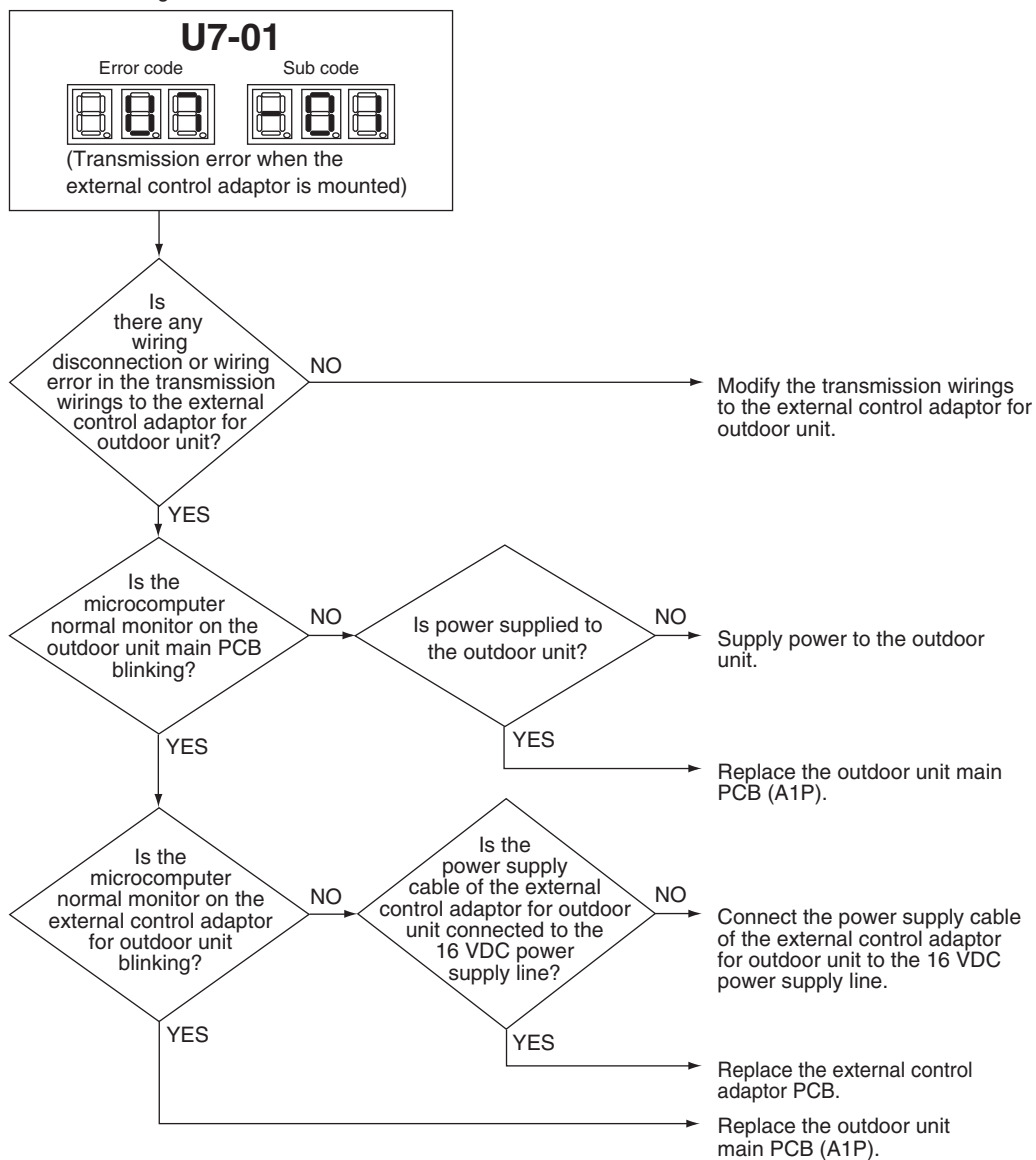 U7-01
Error code
Sub code
U7
-01
(Transmission error when the
external control adaptor is mounted)
Is
there any
wiring
disconnection or wiring
error in the transmission
wirings to the external
control adaptor for
outdoor unit?
NO
Modify the transmission wirings
to the external control adaptor for
outdoor unit.
YES
Is the
microcomputer
normal monitor on the
outdoor unit main PCB
blinking?
NO
Is power supplied to
the outdoor unit?
NO
Supply power to the outdoor
unit.
YES
Replace the outdoor unit main
PCB (A1P).
YES
Is the
microcomputer
normal monitor on the
external control adaptor
for outdoor unit
blinking?
NO
Is the
power supply
cable of the external
control adaptor for outdoor
unit connected to the
16 VDC power
supply line?
NO
Connect the power supply cable
of the external control adaptor
for outdoor unit to the 16 VDC
power supply line.
YES
Replace the external control
adaptor PCB.
YES
Replace the outdoor unit
main PCB (A1P).